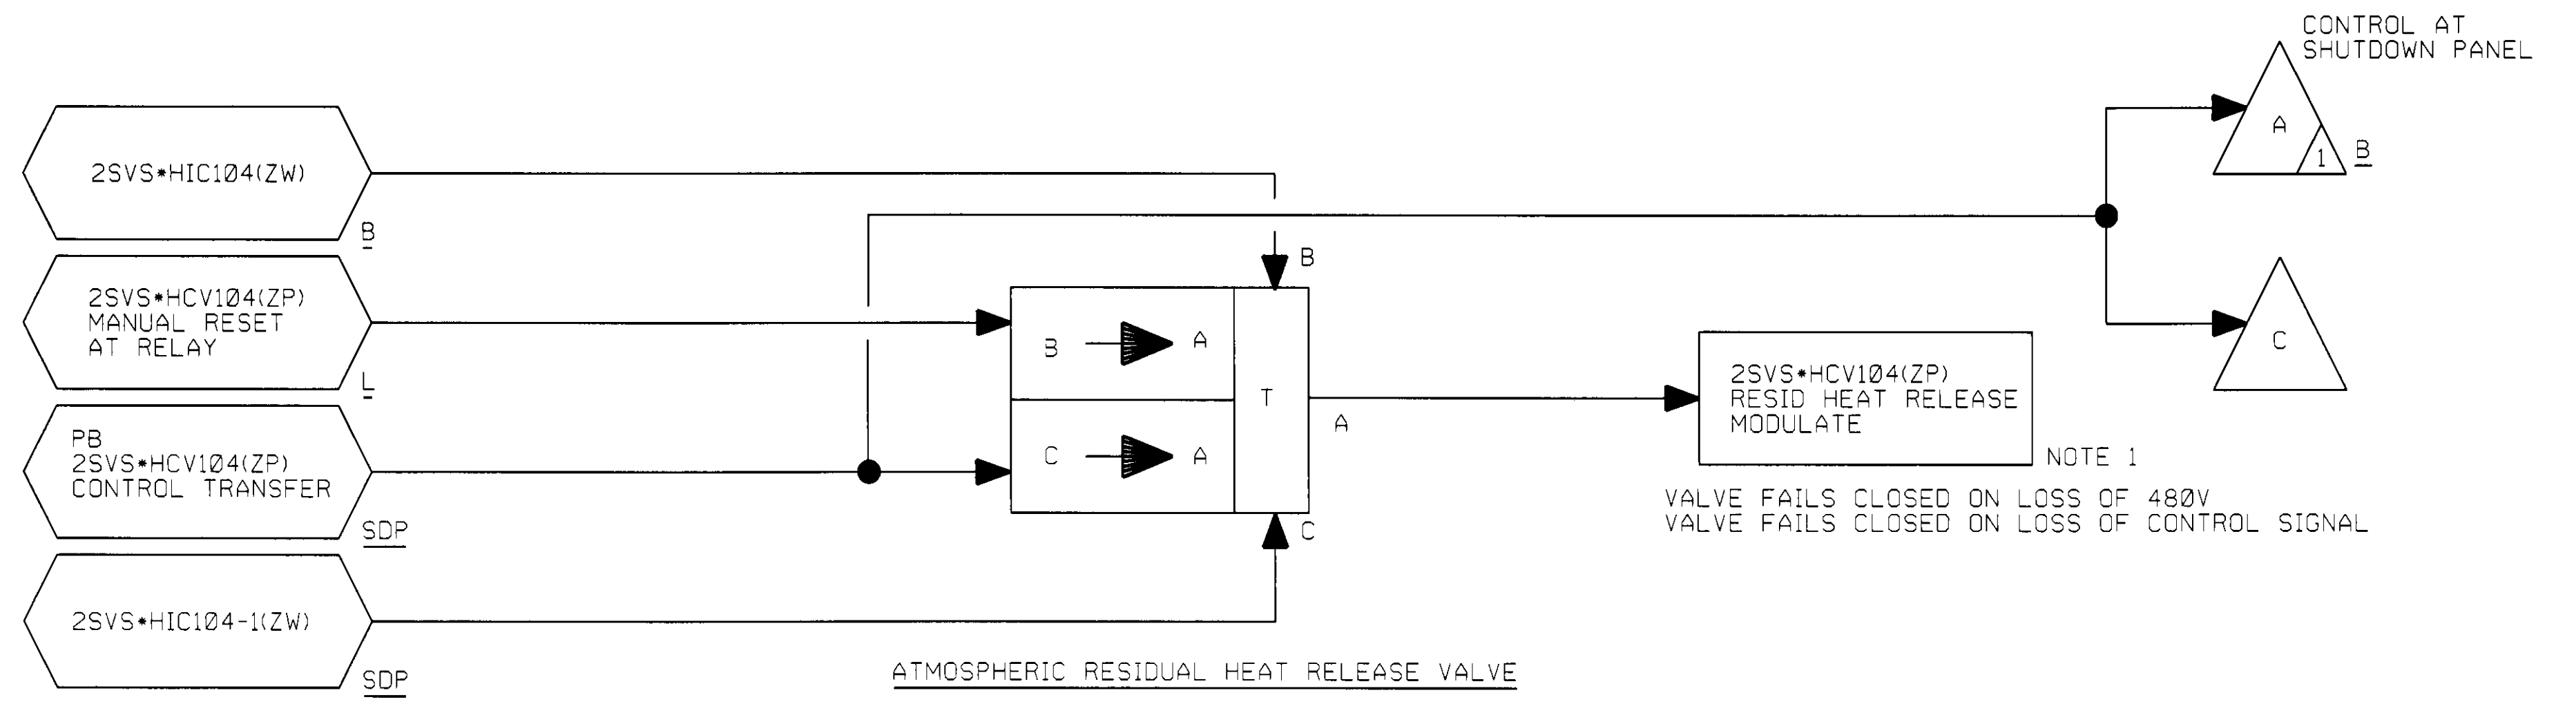 CONTROL AT
SHUTDOWN PANEL
A
1
B
2SVS*HIC104(ZW)
B
2SVS*HCV104(ZP)
MANUAL RESET
AT RELAY
L
PB
2SVS*HCV104(ZP)
CONTROL TRANSFER
SDP
2SVS*HIC104-1(ZW)
SDP
B
B A
C A
T
C
A
2SVS*HCV104(ZP)
RESID HEAT RELEASE
MODULATE
NOTE 1
VALVE FAILS CLOSED ON LOSS OF 480V
VALVE FAILS CLOSED ON LOSS OF CONTROL SIGNAL
C
ATMOSPHERIC RESIDUAL HEAT RELEASE VALVE